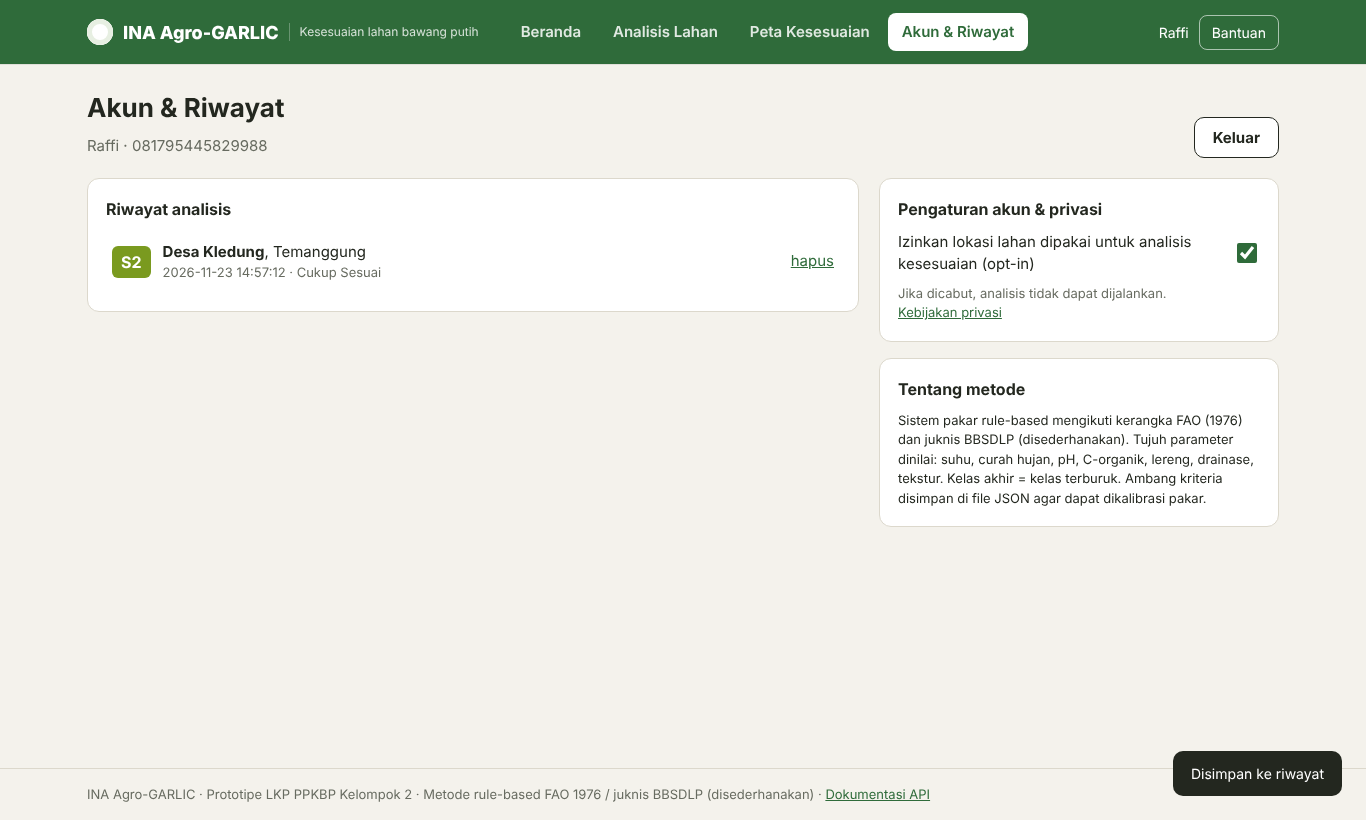 INA Agro-GARLIC
Kesesuaian lahan bawang putih
Beranda
Analisis Lahan
Peta Kesesuaian
Akun & Riwayat
Raffi
Bantuan
Akun & Riwayat
Raffi · 081795445829988
Keluar
Riwayat analisis
S2
Desa Kledung, Temanggung
2026-11-23 14:57:12 · Cukup Sesuai
hapus
Pengaturan akun & privasi
Izinkan lokasi lahan dipakai untuk analisis
kesesuaian (opt-in)
Jika dicabut, analisis tidak dapat dijalankan.
Kebijakan privasi
Tentang metode
Sistem pakar rule-based mengikuti kerangka FAO (1976)
dan juknis BBSDLP (disederhanakan). Tujuh parameter
dinilai: suhu, curah hujan, pH, C-organik, lereng, drainase,
tekstur. Kelas akhir = kelas terburuk. Ambang kriteria
disimpan di file JSON agar dapat dikalibrasi pakar.
Disimpan ke riwayat
INA Agro-GARLIC · Prototipe LKP PPKBP Kelompok 2 · Metode rule-based FAO 1976 / juknis BBSDLP (disederhanakan) · Dokumentasi API